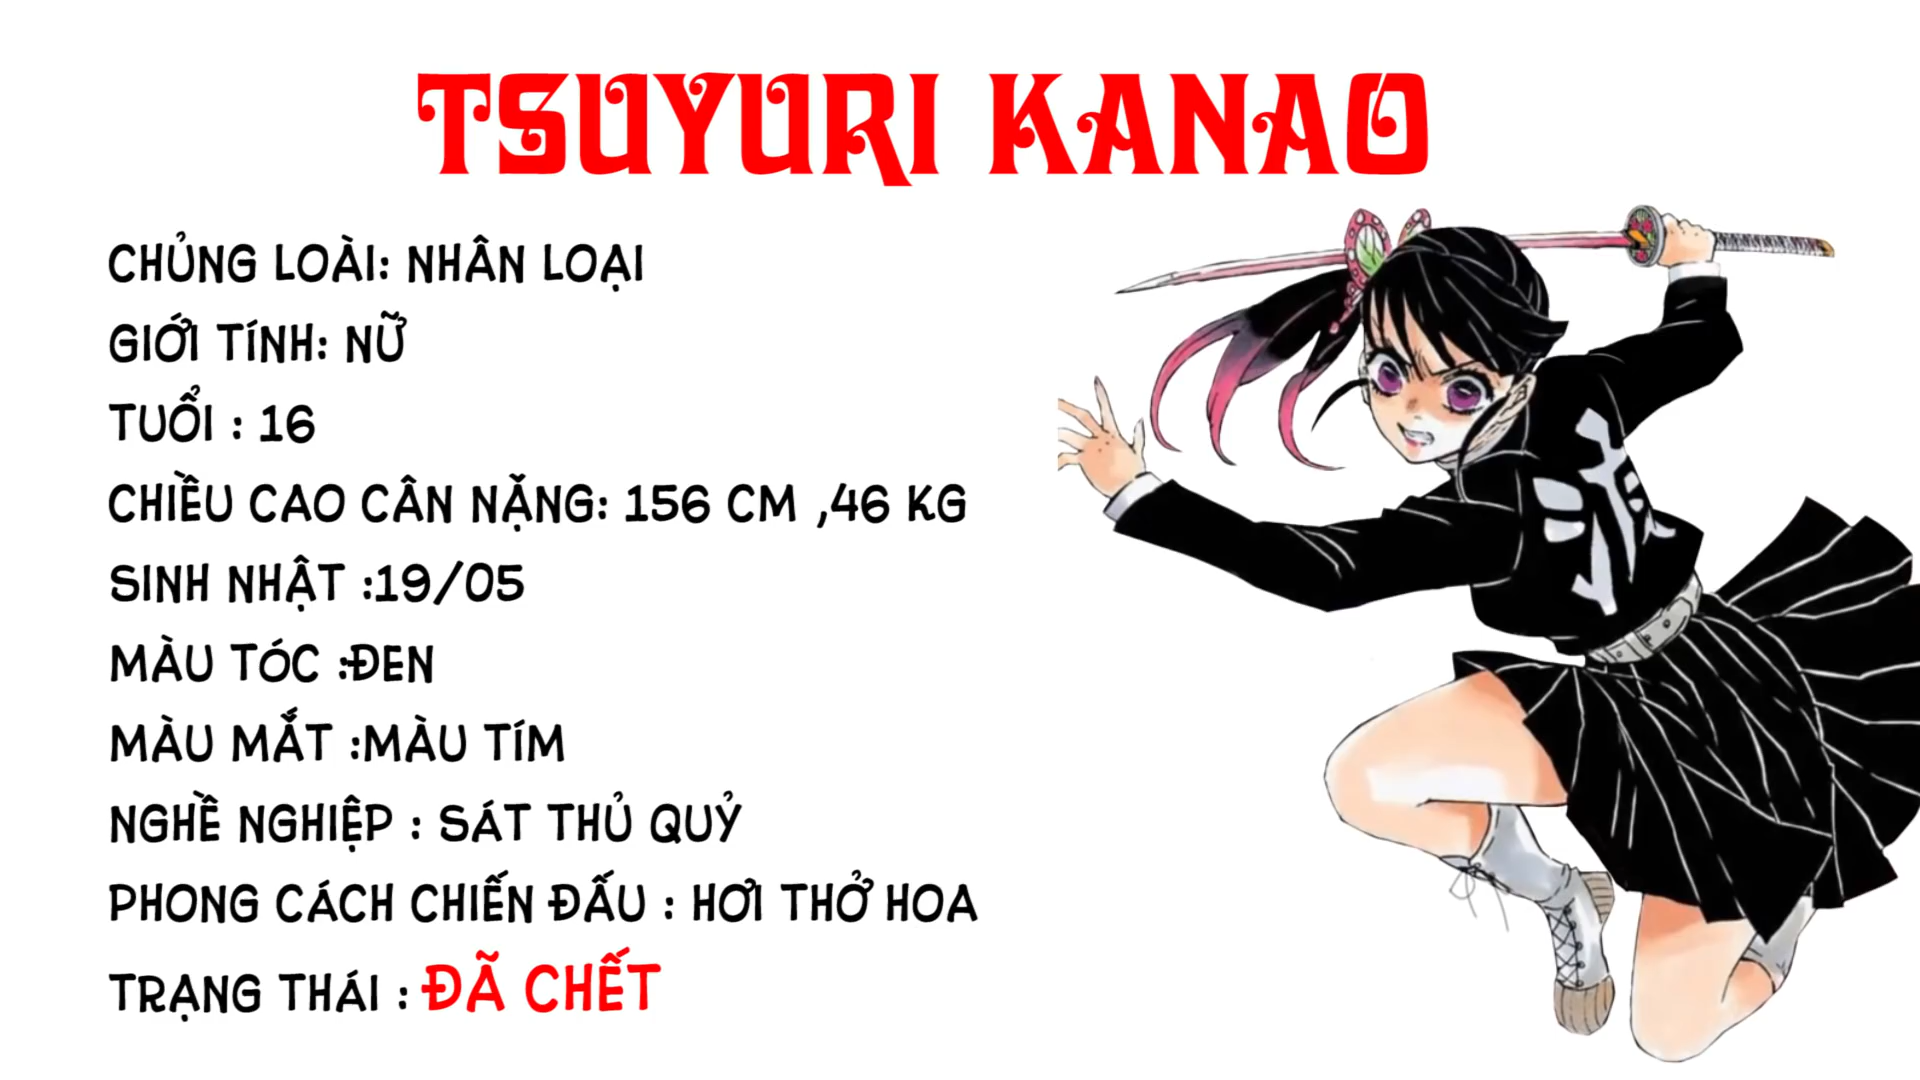 TSUYURI KANAO
CHỦNG LOÀI: NHÂN LOẠI
GIỚI TÍNH: NỮ
TUỔI : 16
CHIỀU CAO CÂN NẶNG: 156 CM ,46 KG
SINH NHẬT :19/05
MÀU TÓC :ĐEN
MÀU MẮT :MÀU TÍM
NGHỀ NGHIỆP : SÁT THỦ QUỶ
PHONG CÁCH CHIẾN ĐẤU : HƠI THỞ HOA
TRẠNG THÁI : ĐÃ CHẾT